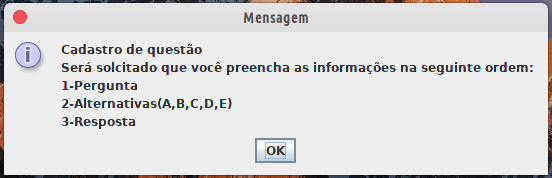 Mensagem
Cadastro de questão
Será solcitado que você preencha as informações na seguinte ordem:
1-Pergunta
2-Alternativas(A,B,C,D,E)
3-Resposta
OK